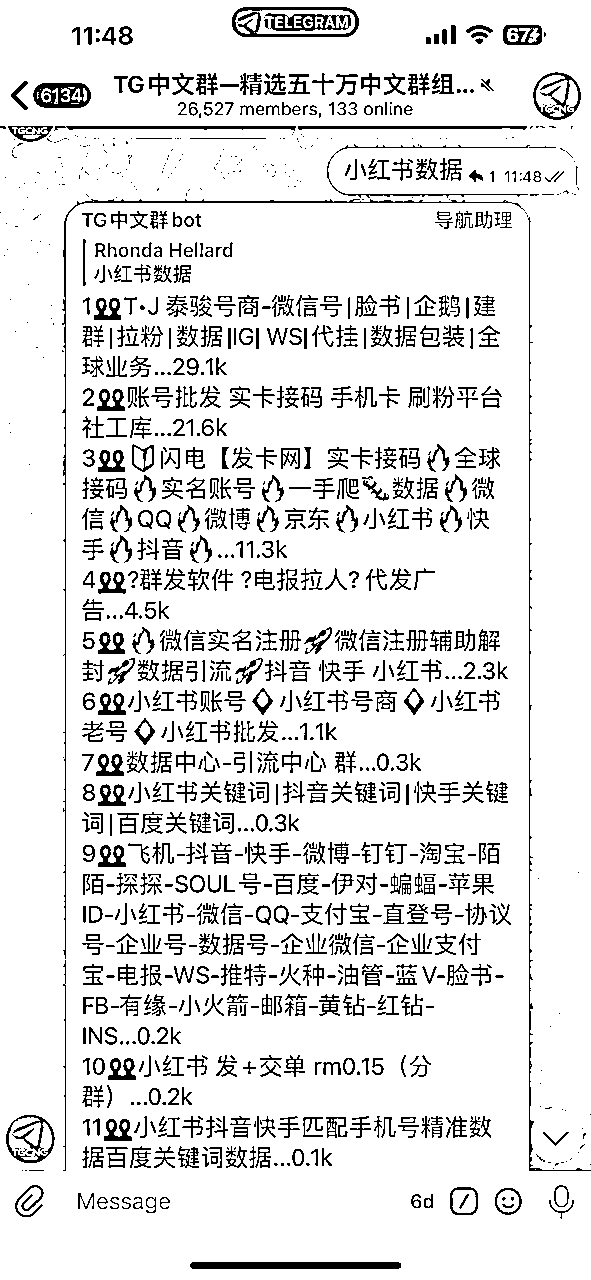 11:48
TELEGRAM
67
6134
TG中文群—精选五十万中文群组...
26,527 members, 133 online
TGCNG
TGCNG
小红书数据 1 11:48
TG中文群bot 导航助理
Rhonda Hellard
小红书数据
1👥T•J 泰骏号商-微信号|脸书|企鹅|建
群|拉粉|数据|IG| WS|代挂|数据包装|全
球业务...29.1k
2👥账号批发 实卡接码 手机卡 刷粉平台
社工库...21.6k
3👥🔰闪电【发卡网】实卡接码🔥全球
接码🔥实名账号🔥一手爬🐛数据🔥微
信🔥QQ🔥微博🔥京东🔥小红书🔥快
手🔥抖音🔥...11.3k
4👥?群发软件 ?电报拉人? 代发广
告...4.5k
5👥🔥微信实名注册🚀微信注册辅助解
封🚀数据引流🚀抖音 快手 小红书...2.3k
6👥小红书账号♦️小红书号商♦️小红书
老号♦️小红书批发...1.1k
7👥数据中心-引流中心 群...0.3k
8👥小红书关键词|抖音关键词|快手关键
词|百度关键词...0.3k
9👥飞机-抖音-快手-微博-钉钉-淘宝-陌
陌-探探-SOUL号-百度-伊对-蝙蝠-苹果
ID-小红书-微信-QQ-支付宝-直登号-协议
号-企业号-数据号-企业微信-企业支付
宝-电报-WS-推特-火种-油管-蓝V-脸书-
FB-有缘-小火箭-邮箱-黄钻-红钻-
INS...0.2k
10👥小红书 发+交单 rm0.15（分
群）...0.2k
11👥小红书抖音快手匹配手机号精准数
据百度关键词数据...0.1k
TGCNG
Message 6d